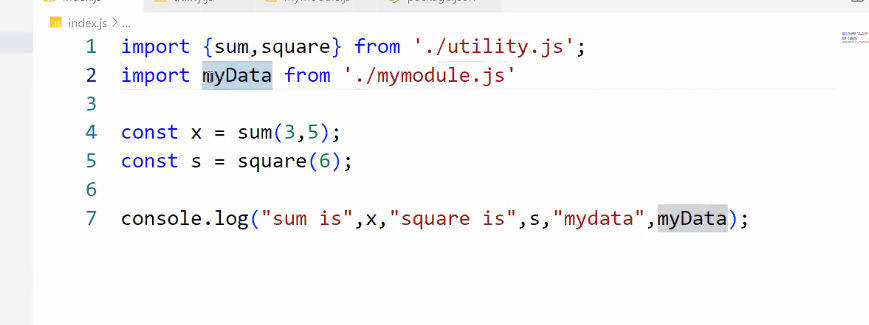 index.js > ...
1 import {sum,square} from './utility.js';
2 import myData from './mymodule.js'
3
4 const x = sum(3,5);
5 const s = square(6);
6
7 console.log("sum is",x,"square is",s,"mydata",myData);